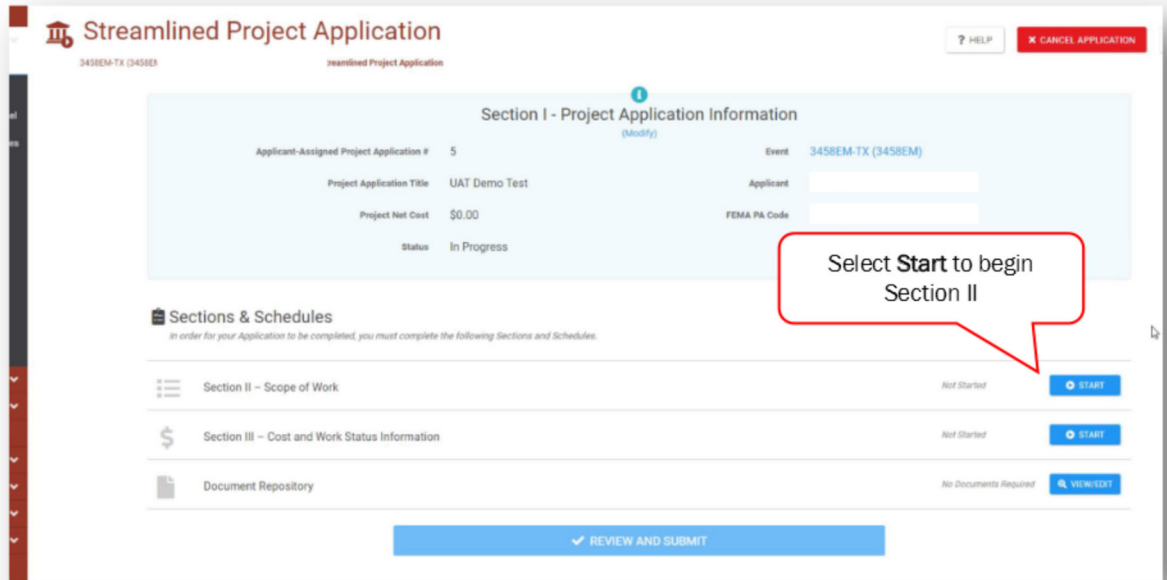 Streamlined Project Application
? HELP
✖ CANCEL APPLICATION
3458EM-TX (3458EM
reamlined Project Application
el
es
Section I - Project Application Information
(Modify)
Applicant-Assigned Project Application # 5
Event 3458EM-TX (3458EM)
Project Application Title UAT Demo Test
Applicant
Project Net Cost $0.00
FEMA PA Code
Status In Progress
Select Start to begin
Section II
Sections & Schedules
In order for your Application to be completed, you must complete the following Sections and Schedules.
Section II – Scope of Work
Not Started
START
Section III – Cost and Work Status Information
Not Started
START
Document Repository
No Documents Required
VIEW/EDIT
REVIEW AND SUBMIT